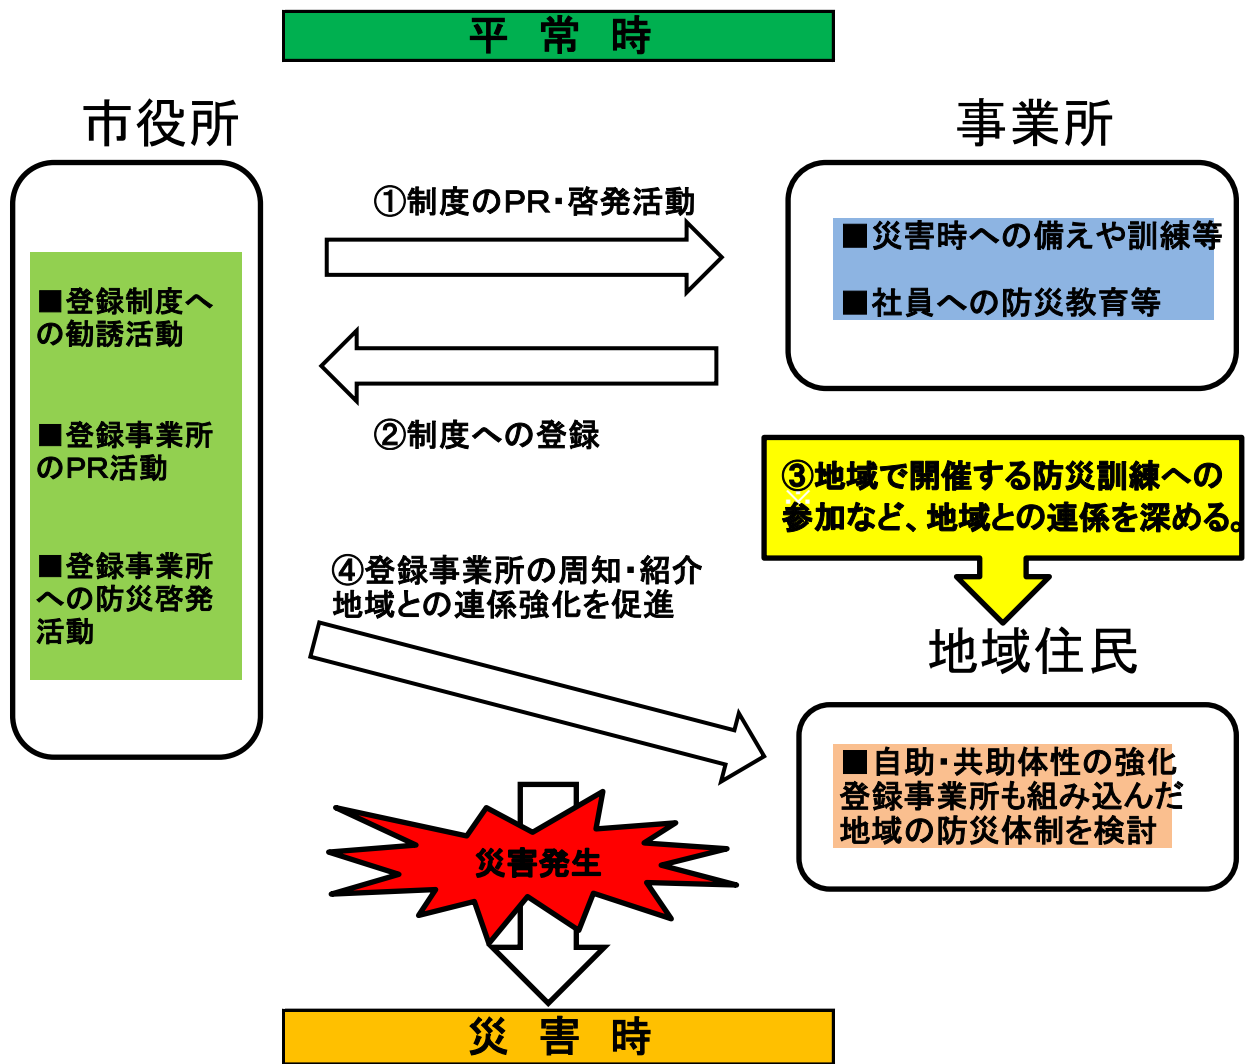 平 常 時
市役所
事業所
①制度のPR・啓発活動
■災害時への備えや訓練等
■社員への防災教育等
■登録制度へ
の勧誘活動
②制度への登録
■登録事業所
のPR活動
③地域で開催する防災訓練への
※
参加など、地域との連係を深める。
■登録事業所
への防災啓発
活動
④登録事業所の周知・紹介
地域との連係強化を促進
地域住民
■自助・共助体性の強化
登録事業所も組み込んだ
地域の防災体制を検討
災害発生
災 害 時